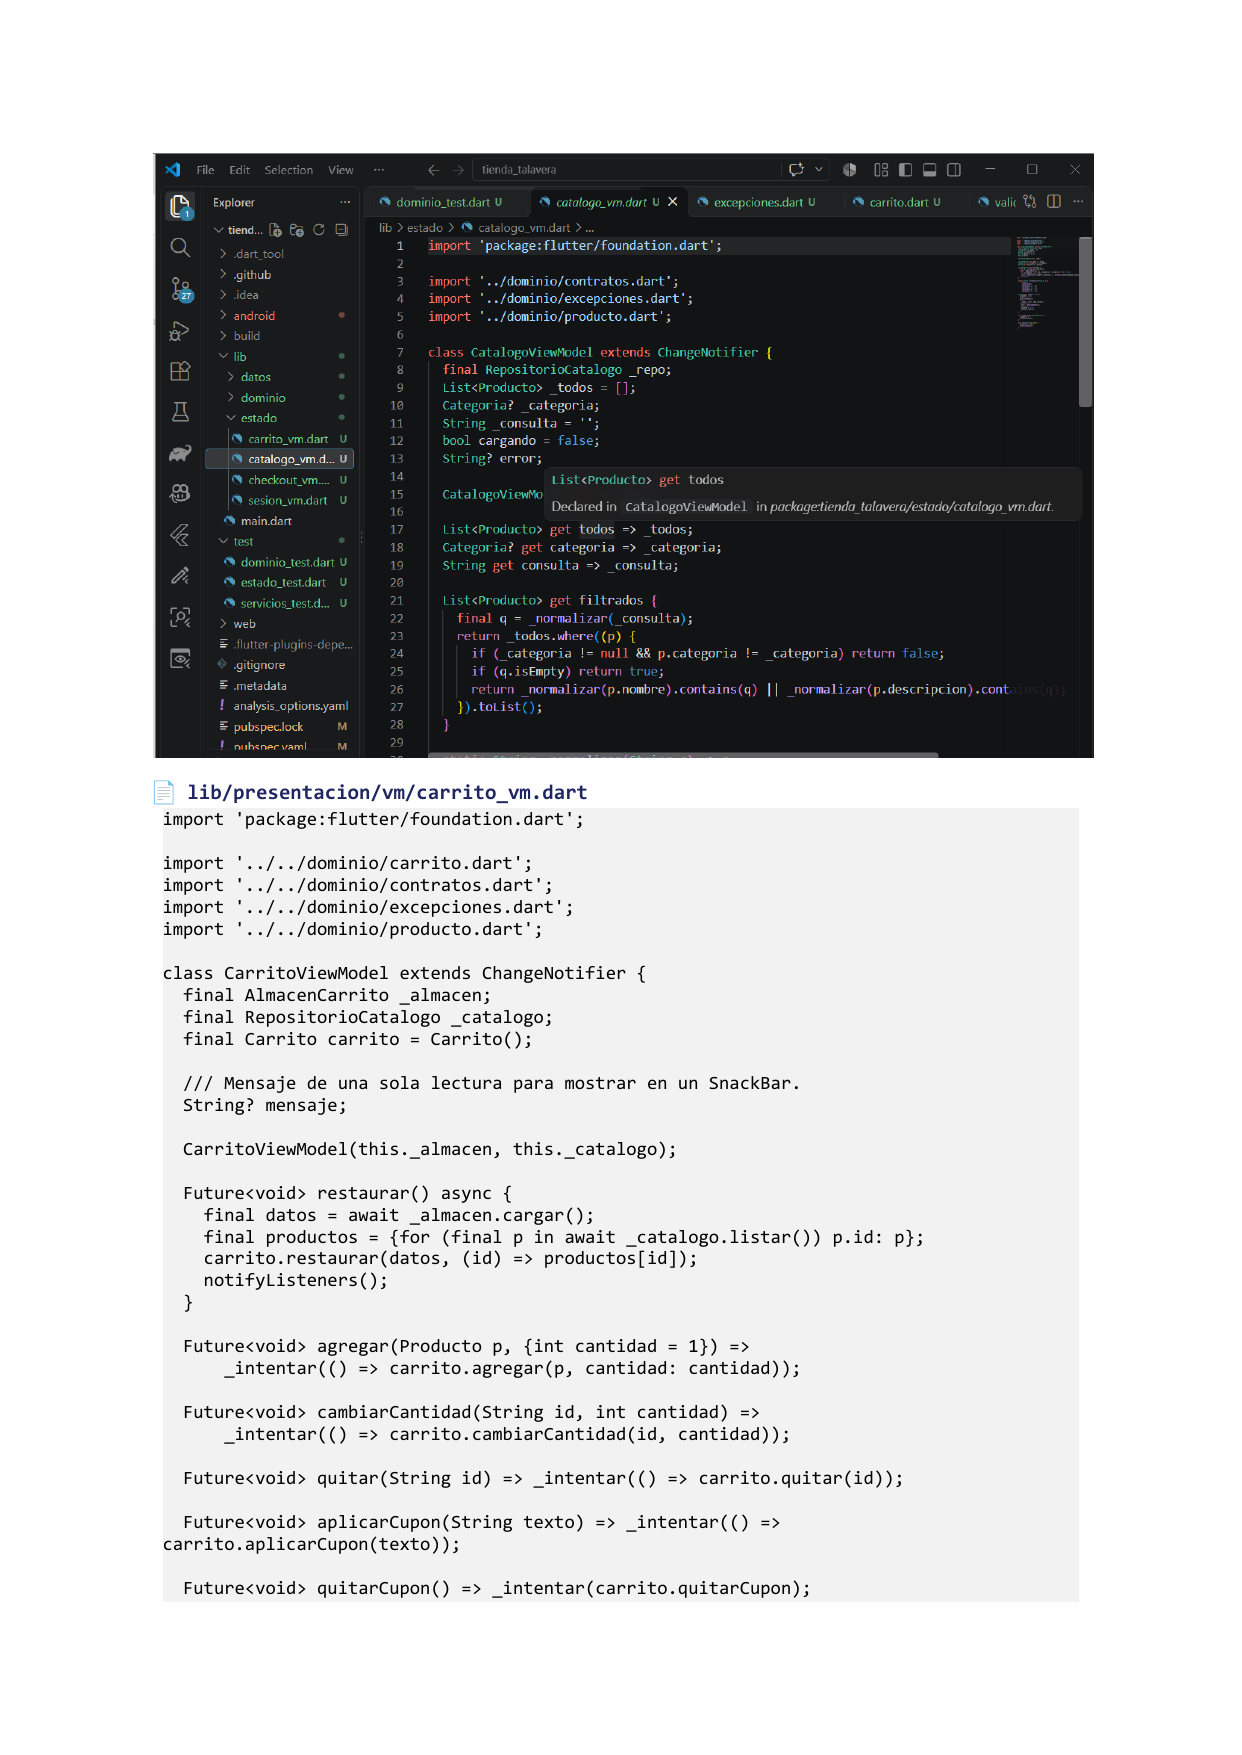 File Edit Selection View ··· tienda_talavera
Explorer ···
tiend...
.dart_tool
.github
.idea
android
build
lib
datos
dominio
estado
carrito_vm.dart U
catalogo_vm.d... U
checkout_vm.... U
sesion_vm.dart U
main.dart
test
dominio_test.dart U
estado_test.dart U
servicios_test.d... U
web
.flutter-plugins-depe...
.gitignore
.metadata
analysis_options.yaml
pubspec.lock M
pubspec.yaml M
1
27
dominio_test.dart U catalogo_vm.dart U excepciones.dart U carrito.dart U valic ···
lib > estado > catalogo_vm.dart > ...
1 import 'package:flutter/foundation.dart';
2
3 import '../dominio/contratos.dart';
4 import '../dominio/excepciones.dart';
5 import '../dominio/producto.dart';
6
7 class CatalogoViewModel extends ChangeNotifier {
8 final RepositorioCatalogo _repo;
9 List<Producto> _todos = [];
10 Categoria? _categoria;
11 String _consulta = '';
12 bool cargando = false;
13 String? error;
14
List<Producto> get todos
15 CatalogoViewMo
Declared in CatalogoViewModel in package:tienda_talavera/estado/catalogo_vm.dart.
16
17 List<Producto> get todos => _todos;
18 Categoria? get categoria => _categoria;
19 String get consulta => _consulta;
20
21 List<Producto> get filtrados {
22 final q = _normalizar(_consulta);
23 return _todos.where((p) {
24 if (_categoria != null && p.categoria != _categoria) return false;
25 if (q.isEmpty) return true;
26 return _normalizar(p.nombre).contains(q) || _normalizar(p.descripcion).contains(q);
27 }).toList();
28 }
29
lib/presentacion/vm/carrito_vm.dart
import 'package:flutter/foundation.dart';
import '../../dominio/carrito.dart';
import '../../dominio/contratos.dart';
import '../../dominio/excepciones.dart';
import '../../dominio/producto.dart';
class CarritoViewModel extends ChangeNotifier {
final AlmacenCarrito _almacen;
final RepositorioCatalogo _catalogo;
final Carrito carrito = Carrito();
/// Mensaje de una sola lectura para mostrar en un SnackBar.
String? mensaje;
CarritoViewModel(this._almacen, this._catalogo);
Future<void> restaurar() async {
final datos = await _almacen.cargar();
final productos = {for (final p in await _catalogo.listar()) p.id: p};
carrito.restaurar(datos, (id) => productos[id]);
notifyListeners();
}
Future<void> agregar(Producto p, {int cantidad = 1}) =>
_intentar(() => carrito.agregar(p, cantidad: cantidad));
Future<void> cambiarCantidad(String id, int cantidad) =>
_intentar(() => carrito.cambiarCantidad(id, cantidad));
Future<void> quitar(String id) => _intentar(() => carrito.quitar(id));
Future<void> aplicarCupon(String texto) => _intentar(() =>
carrito.aplicarCupon(texto));
Future<void> quitarCupon() => _intentar(carrito.quitarCupon);